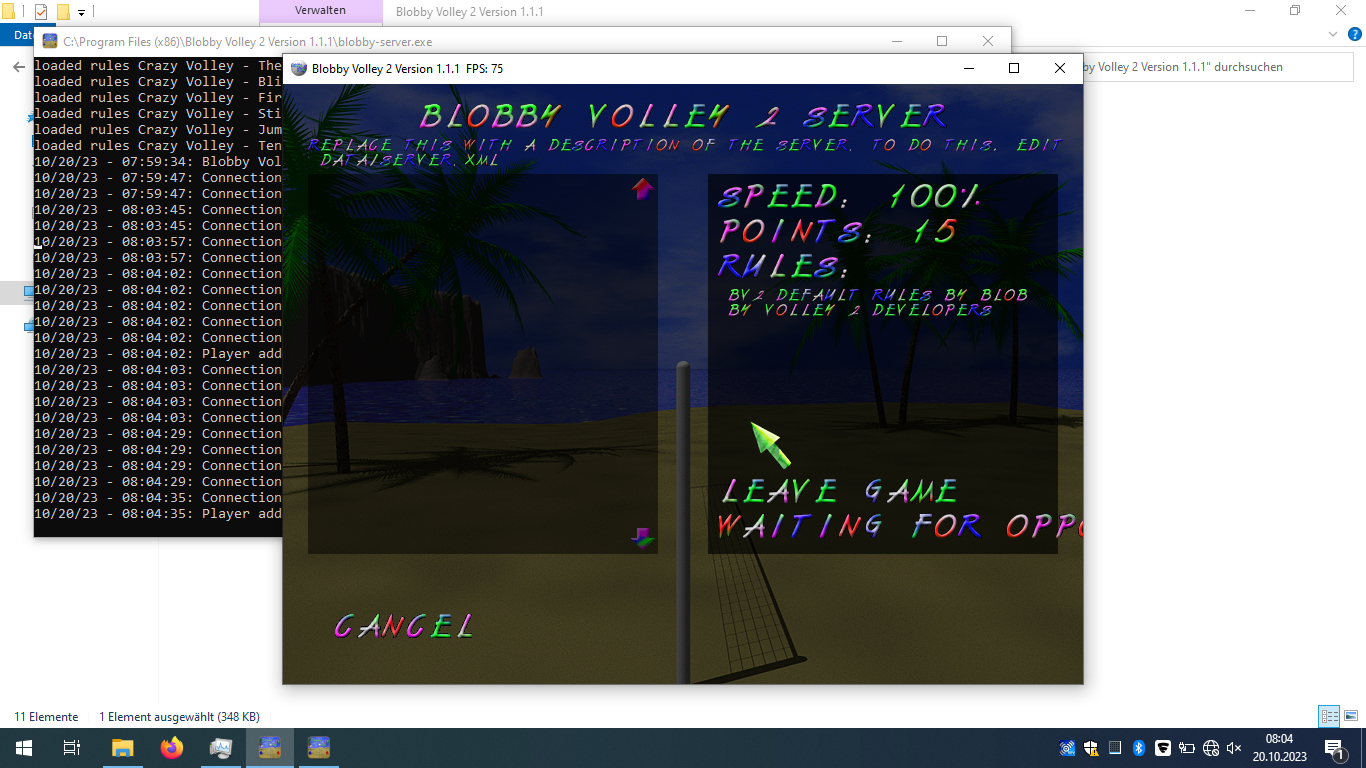 Verwalten
Blobby Volley 2 Version 1.1.1
Dat
C:\Program Files (x86)\Blobby Volley 2 Version 1.1.1\blobby-server.exe
by Volley 2 Version 1.1.1" durchsuchen
loaded rules Crazy Volley - The
loaded rules Crazy Volley - Bli
loaded rules Crazy Volley - Fir
loaded rules Crazy Volley - Sti
loaded rules Crazy Volley - Jum
loaded rules Crazy Volley - Ten
10/20/23 - 07:59:34: Blobby Vol
10/20/23 - 07:59:47: Connection
10/20/23 - 07:59:47: Connection
10/20/23 - 08:03:45: Connection
10/20/23 - 08:03:45: Connection
10/20/23 - 08:03:57: Connection
10/20/23 - 08:03:57: Connection
10/20/23 - 08:04:02: Connection
10/20/23 - 08:04:02: Connection
10/20/23 - 08:04:02: Connection
10/20/23 - 08:04:02: Connection
10/20/23 - 08:04:02: Connection
10/20/23 - 08:04:02: Player add
10/20/23 - 08:04:03: Connection
10/20/23 - 08:04:03: Connection
10/20/23 - 08:04:03: Connection
10/20/23 - 08:04:03: Connection
10/20/23 - 08:04:29: Connection
10/20/23 - 08:04:29: Connection
10/20/23 - 08:04:29: Connection
10/20/23 - 08:04:29: Connection
10/20/23 - 08:04:35: Connection
10/20/23 - 08:04:35: Player add
Blobby Volley 2 Version 1.1.1 FPS: 75
BLOBBY VOLLEY 2 SERVER
REPLACE THIS WITH A DESCRIPTION OF THE SERVER. TO DO THIS, EDIT
DATA/SERVER.XML
SPEED: 100%
POINTS: 15
RULES:
BV2 DEFAULT RULES BY BLOB
BY VOLLEY 2 DEVELOPERS
LEAVE GAME
WAITING FOR OPPO
CANCEL
11 Elemente
1 Element ausgewählt (348 KB)
08:04
20.10.2023
1